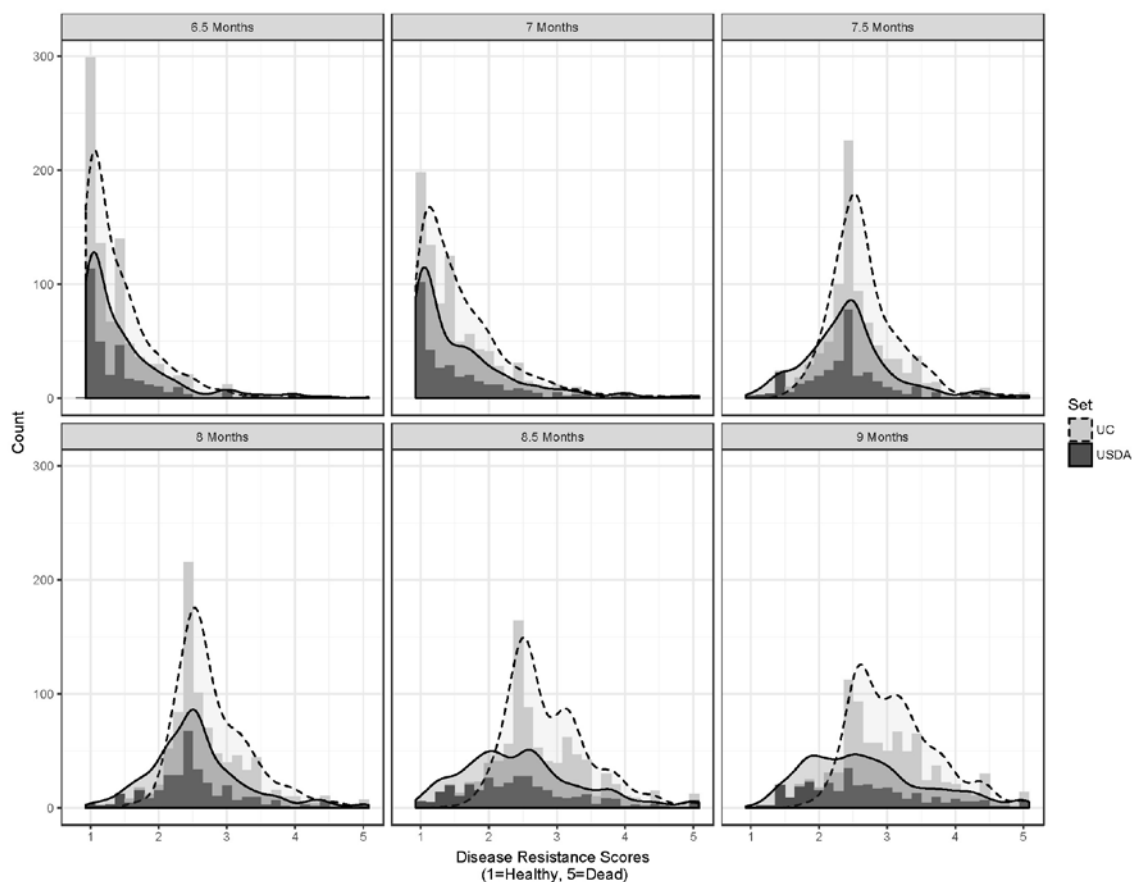 6.5 Months
7 Months
7.5 Months
300
200
100
0
Count
8 Months
8.5 Months
9 Months
300
200
100
0
1 2 3 4 5
1 2 3 4 5
1 2 3 4 5
Disease Resistance Scores
(1=Healthy, 5=Dead)
Set
UC
USDA